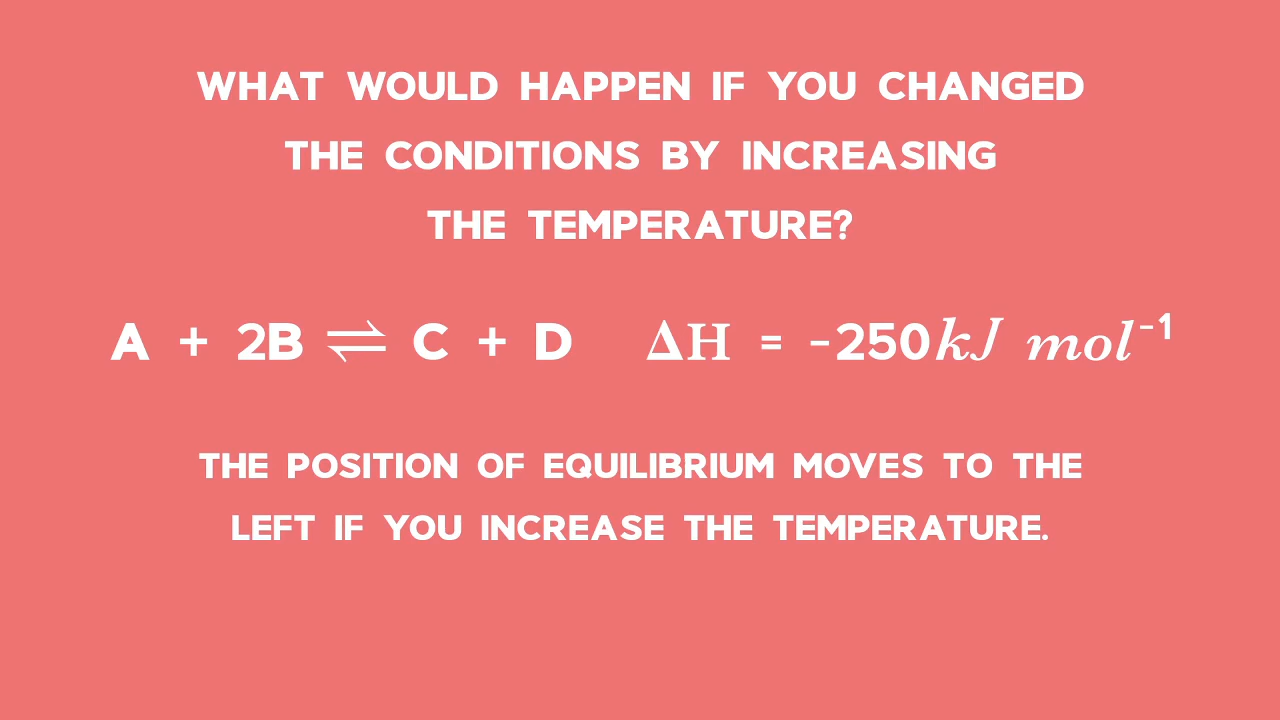 WHAT WOULD HAPPEN IF YOU CHANGED
THE CONDITIONS BY INCREASING
THE TEMPERATURE?
A + 2B ⇌ C + D ΔH = -250kJ mol⁻¹
THE POSITION OF EQUILIBRIUM MOVES TO THE
LEFT IF YOU INCREASE THE TEMPERATURE.